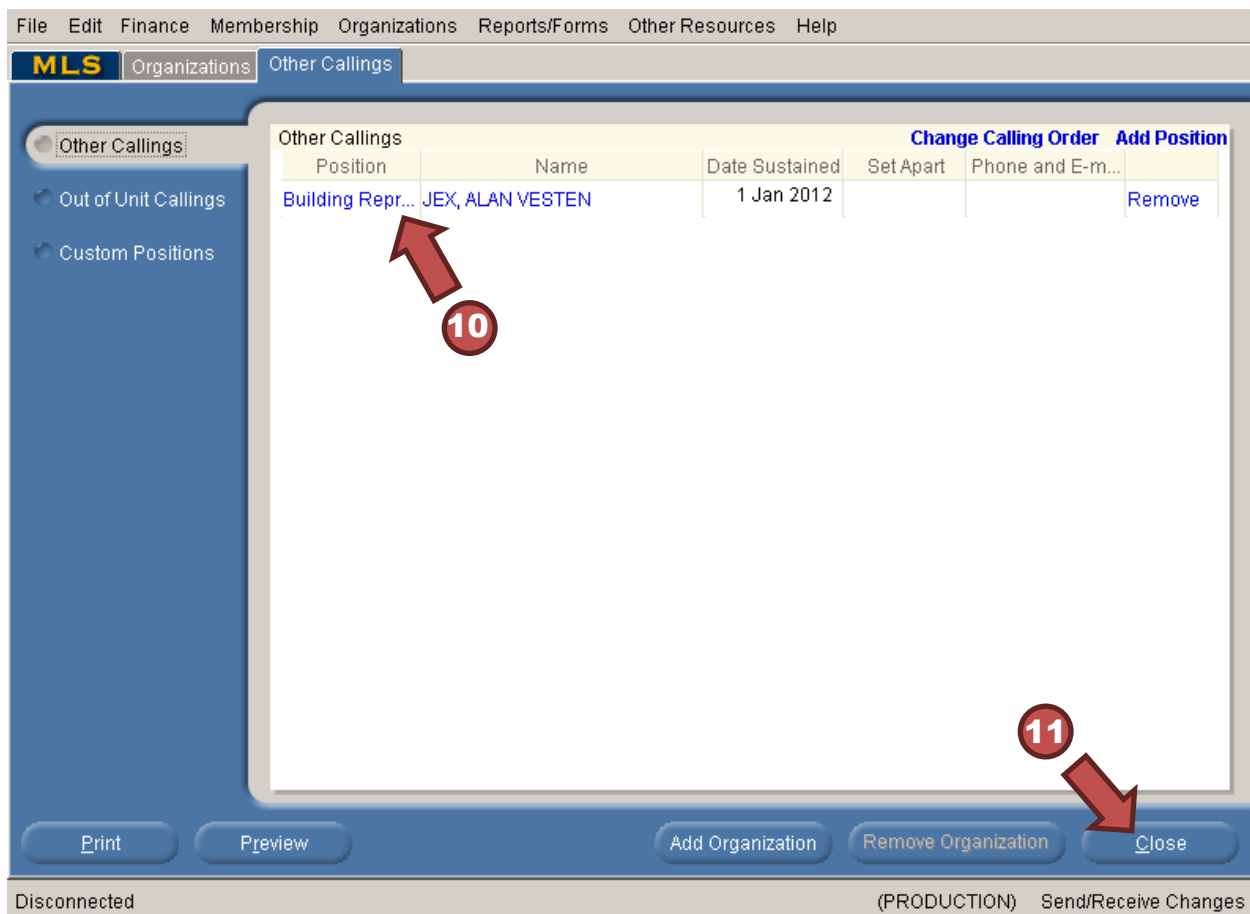 File Edit Finance Membership Organizations Reports/Forms Other Resources Help
MLS Organizations Other Callings
Other Callings
Out of Unit Callings
Custom Positions
Other Callings Change Calling Order Add Position
Position Name Date Sustained Set Apart Phone and E-m...
Building Repr... JEX, ALAN VESTEN 1 Jan 2012 Remove
10
11
Print Preview Add Organization Remove Organization Close
Disconnected (PRODUCTION) Send/Receive Changes